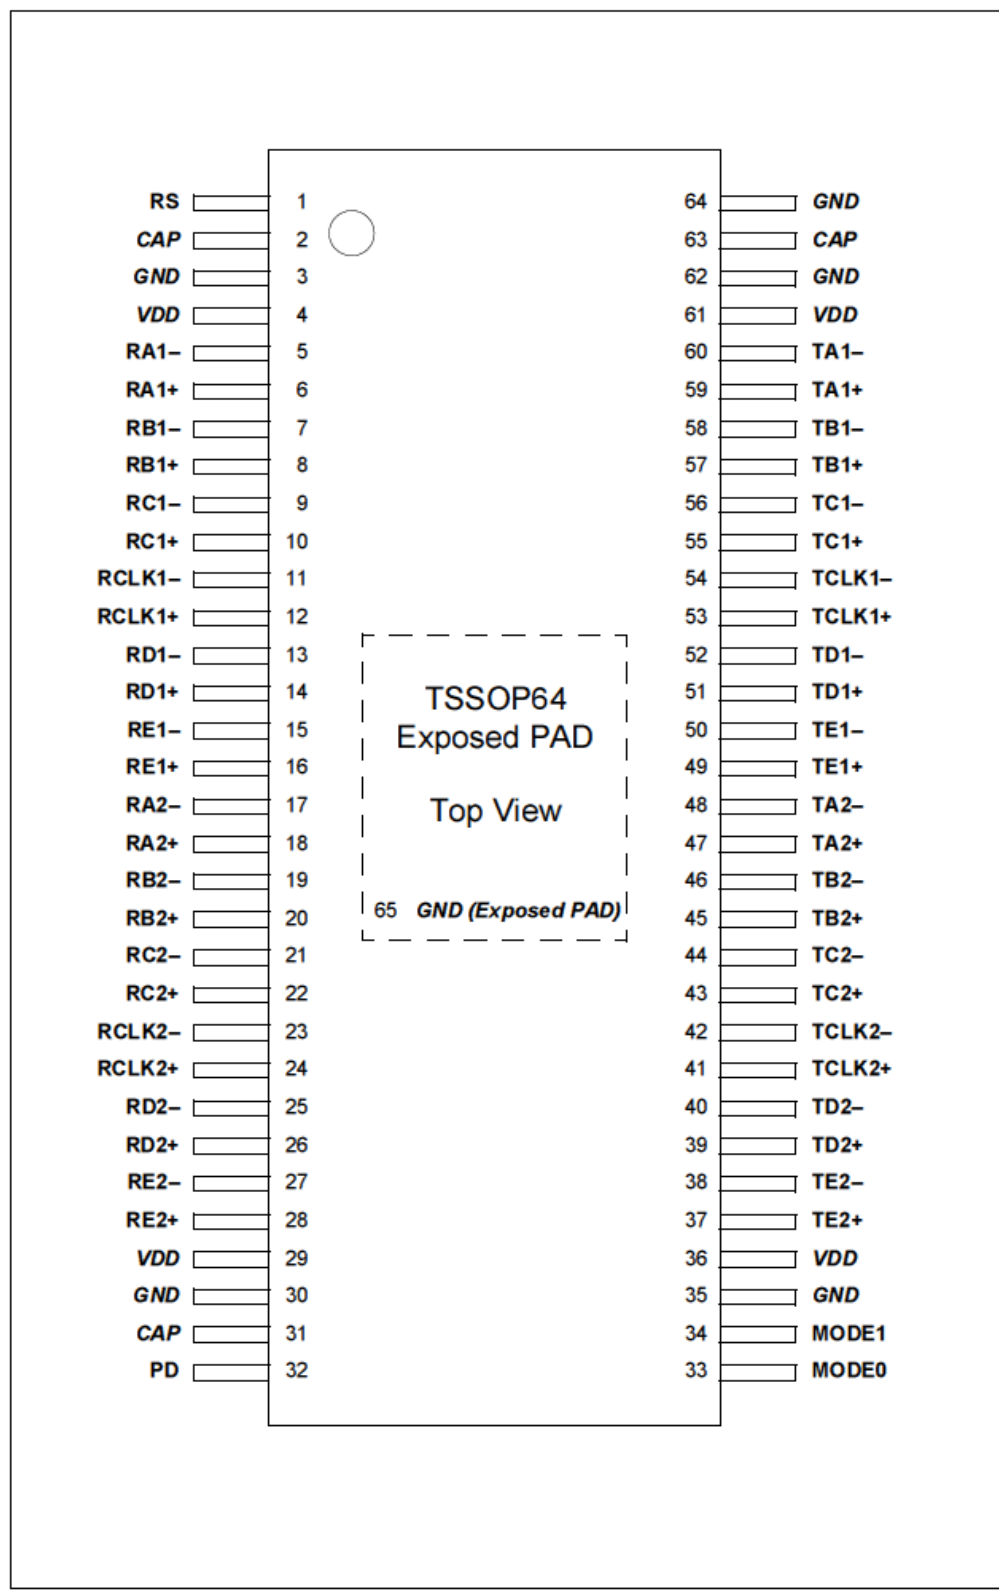 RS 1 64 GND
CAP 2 63 CAP
GND 3 62 GND
VDD 4 61 VDD
RA1– 5 60 TA1–
RA1+ 6 59 TA1+
RB1– 7 58 TB1–
RB1+ 8 57 TB1+
RC1– 9 56 TC1–
RC1+ 10 55 TC1+
RCLK1– 11 54 TCLK1–
RCLK1+ 12 53 TCLK1+
RD1– 13 52 TD1–
RD1+ 14 TSSOP64 51 TD1+
RE1– 15 Exposed PAD 50 TE1–
RE1+ 16 49 TE1+
RA2– 17 Top View 48 TA2–
RA2+ 18 47 TA2+
RB2– 19 46 TB2–
RB2+ 20 65 GND (Exposed PAD) 45 TB2+
RC2– 21 44 TC2–
RC2+ 22 43 TC2+
RCLK2– 23 42 TCLK2–
RCLK2+ 24 41 TCLK2+
RD2– 25 40 TD2–
RD2+ 26 39 TD2+
RE2– 27 38 TE2–
RE2+ 28 37 TE2+
VDD 29 36 VDD
GND 30 35 GND
CAP 31 34 MODE1
PD 32 33 MODE0